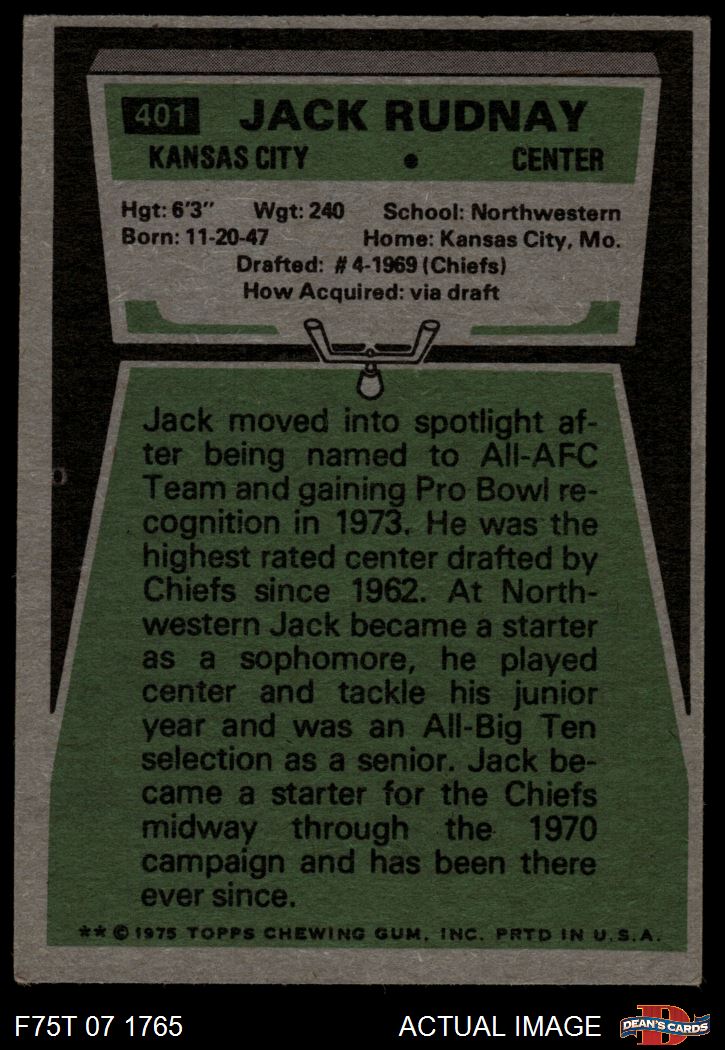 401 JACK RUDNAY
KANSAS CITY • CENTER
Hgt: 6'3" Wgt: 240 School: Northwestern
Born: 11-20-47 Home: Kansas City, Mo.
Drafted: #4-1969 (Chiefs)
How Acquired: via draft
Jack moved into spotlight af-
ter being named to All-AFC
Team and gaining Pro Bowl re-
cognition in 1973. He was the
highest rated center drafted by
Chiefs since 1962. At North-
western Jack became a starter
as a sophomore, he played
center and tackle his junior
year and was an All-Big Ten
selection as a senior. Jack be-
came a starter for the Chiefs
midway through the 1970
campaign and has been there
ever since.
** © 1975 TOPPS CHEWING GUM, INC. PRTD IN U.S.A.
F75T 07 1765 ACTUAL IMAGE D DEAN'S CARDS